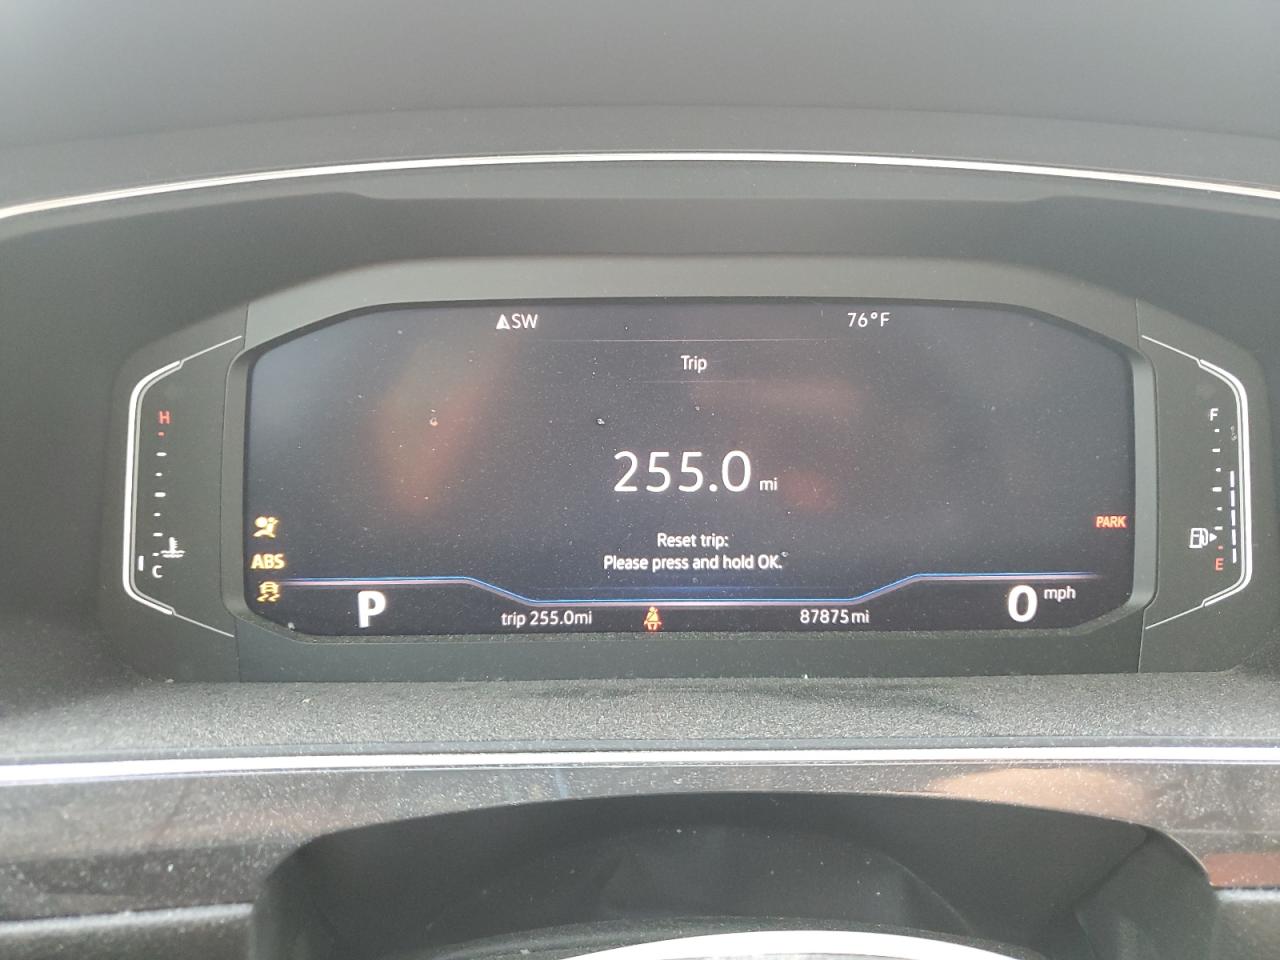 SW
76°F
Trip
H
F
255.0 mi
PARK
Reset trip:
Please press and hold OK.
ABS
C
E
P
trip 255.0mi
87875mi
0 mph